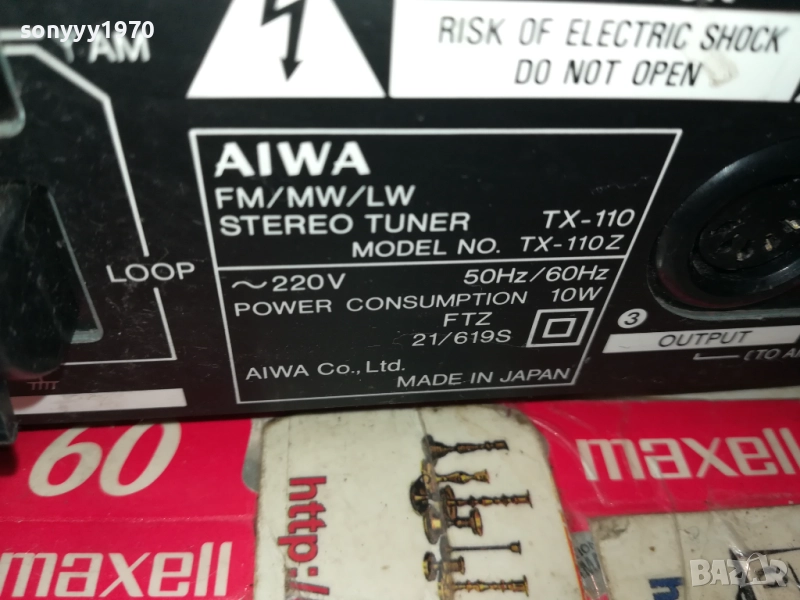 sonyyy1970
AM
RISK OF ELECTRIC SHOCK
DO NOT OPEN
AIWA
FM/MW/LW
STEREO TUNER TX-110
MODEL NO. TX-110Z
LOOP
~220V 50Hz/60Hz
POWER CONSUMPTION 10W
FTZ
21/619S
AIWA Co., Ltd.
MADE IN JAPAN
3
OUTPUT
(TO
60
maxell
http:/
maxell
BAZAR